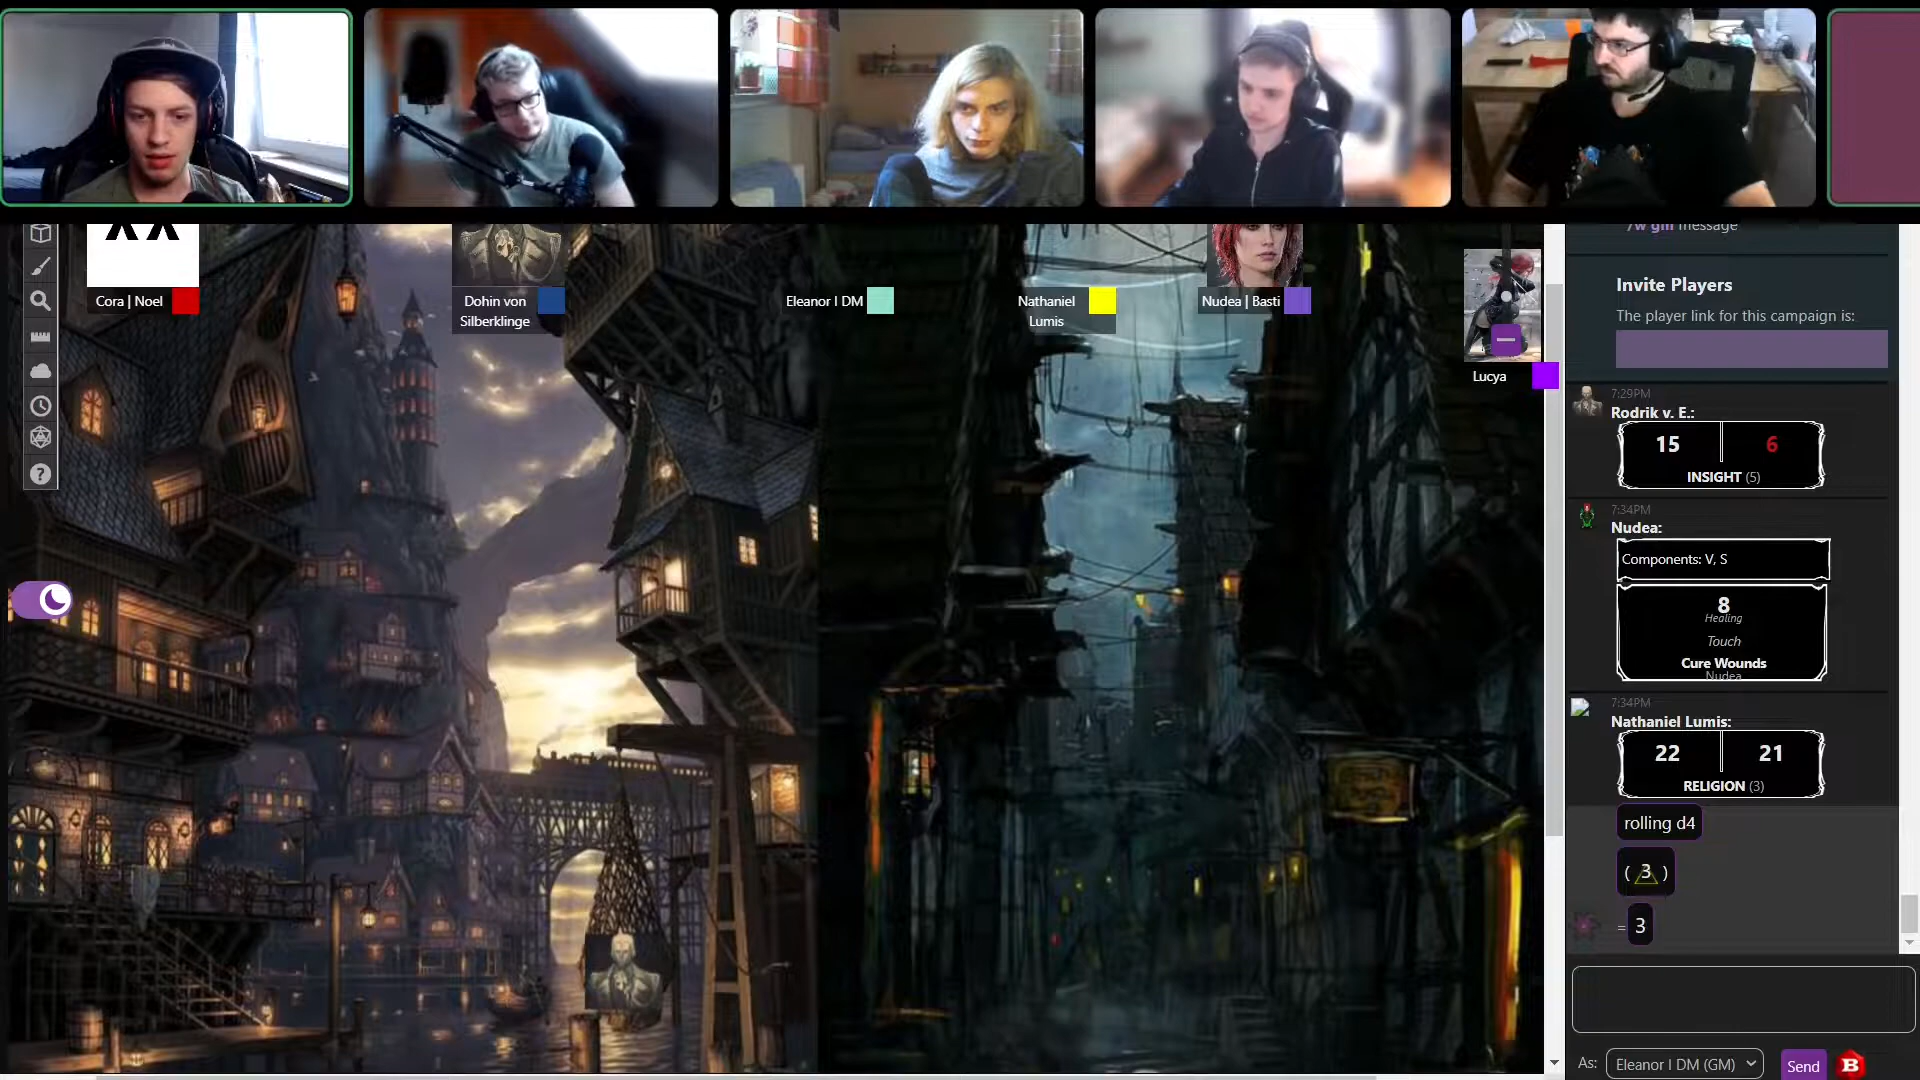 /w gm message
Invite Players
The player link for this campaign is:
Cora | Noel
Dohin von
Silberklinge
Eleanor I DM
Nathaniel
Lumis
Nudea | Basti
Lucya
7:29PM
Rodrik v. E.:
15
6
INSIGHT (5)
7:34PM
Nudea:
Components: V, S
8
Healing
Touch
Cure Wounds
Nudea
7:34PM
Nathaniel Lumis:
22
21
RELIGION (3)
rolling d4
( 3 )
= 3
As:
Eleanor I DM (GM)
Send
B